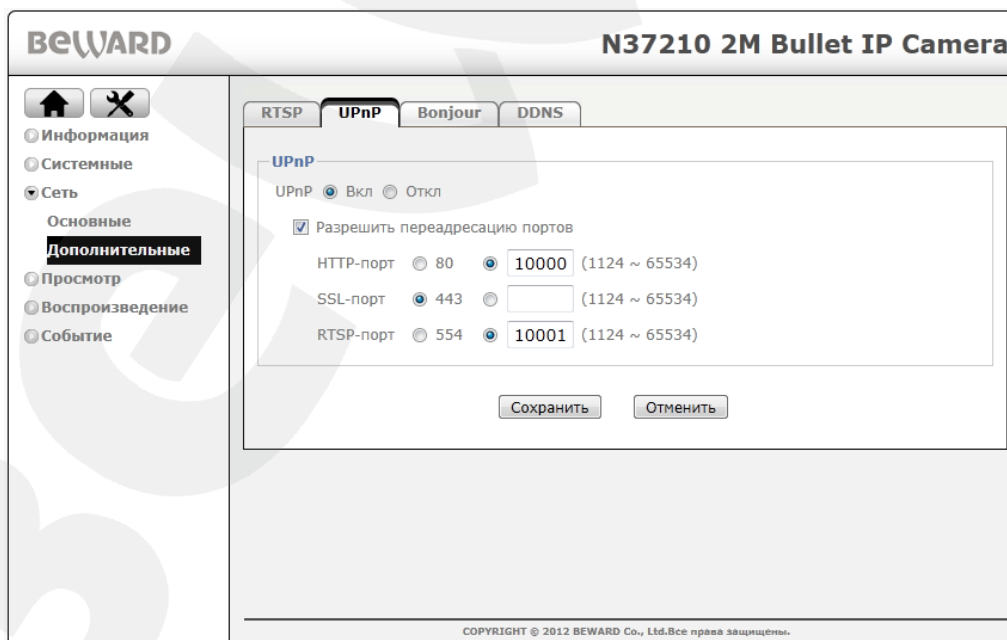 BEWARD
N37210 2M Bullet IP Camera
Информация
Системные
Сеть
Основные
Дополнительные
Просмотр
Воспроизведение
Событие
RTSP UPnP Bonjour DDNS
UPnP
UPnP Вкл Откл
Разрешить переадресацию портов
HTTP-порт 80 10000 (1124 ~ 65534)
SSL-порт 443 (1124 ~ 65534)
RTSP-порт 554 10001 (1124 ~ 65534)
Сохранить Отменить
COPYRIGHT © 2012 BEWARD Co., Ltd.Все права защищены.